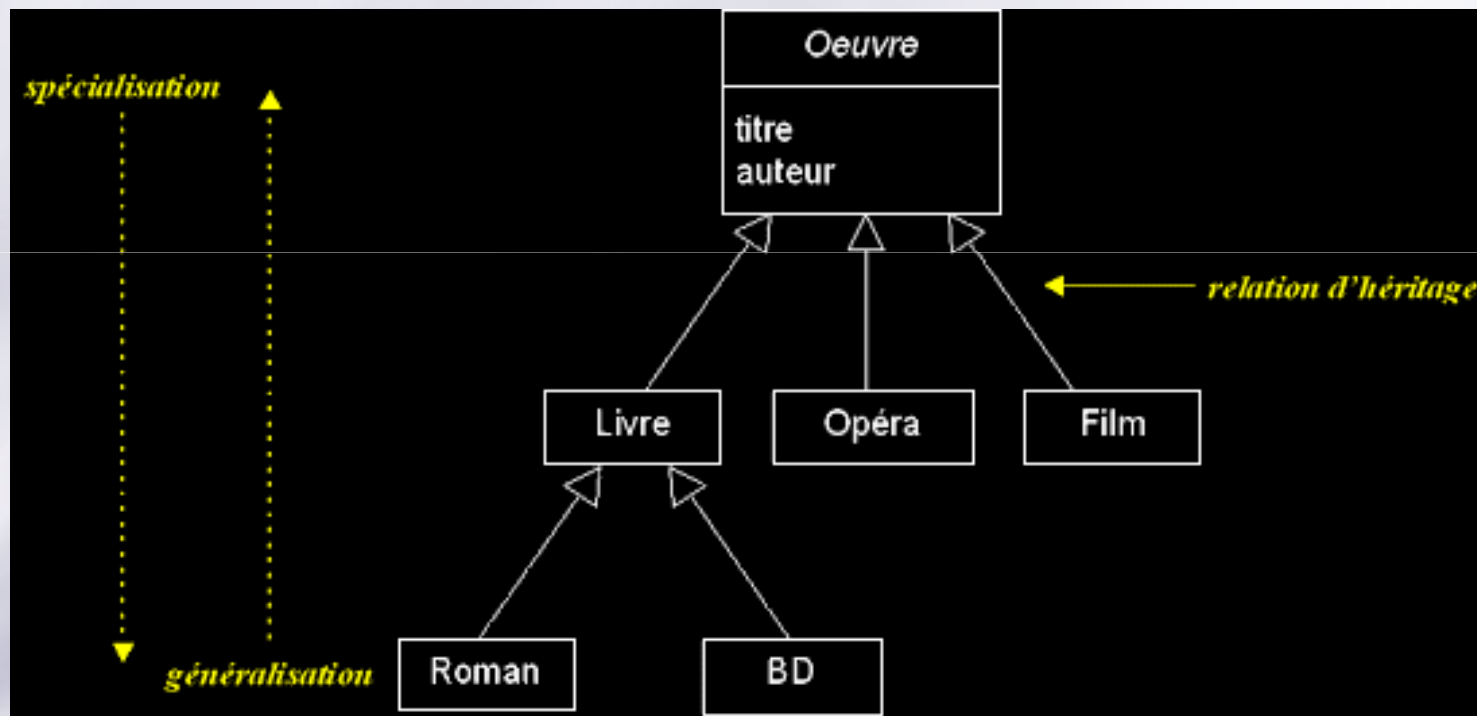 Oeuvre
spécialisation
titre
auteur
relation d'héritage
Livre
Opéra
Film
Roman
BD
généralisation